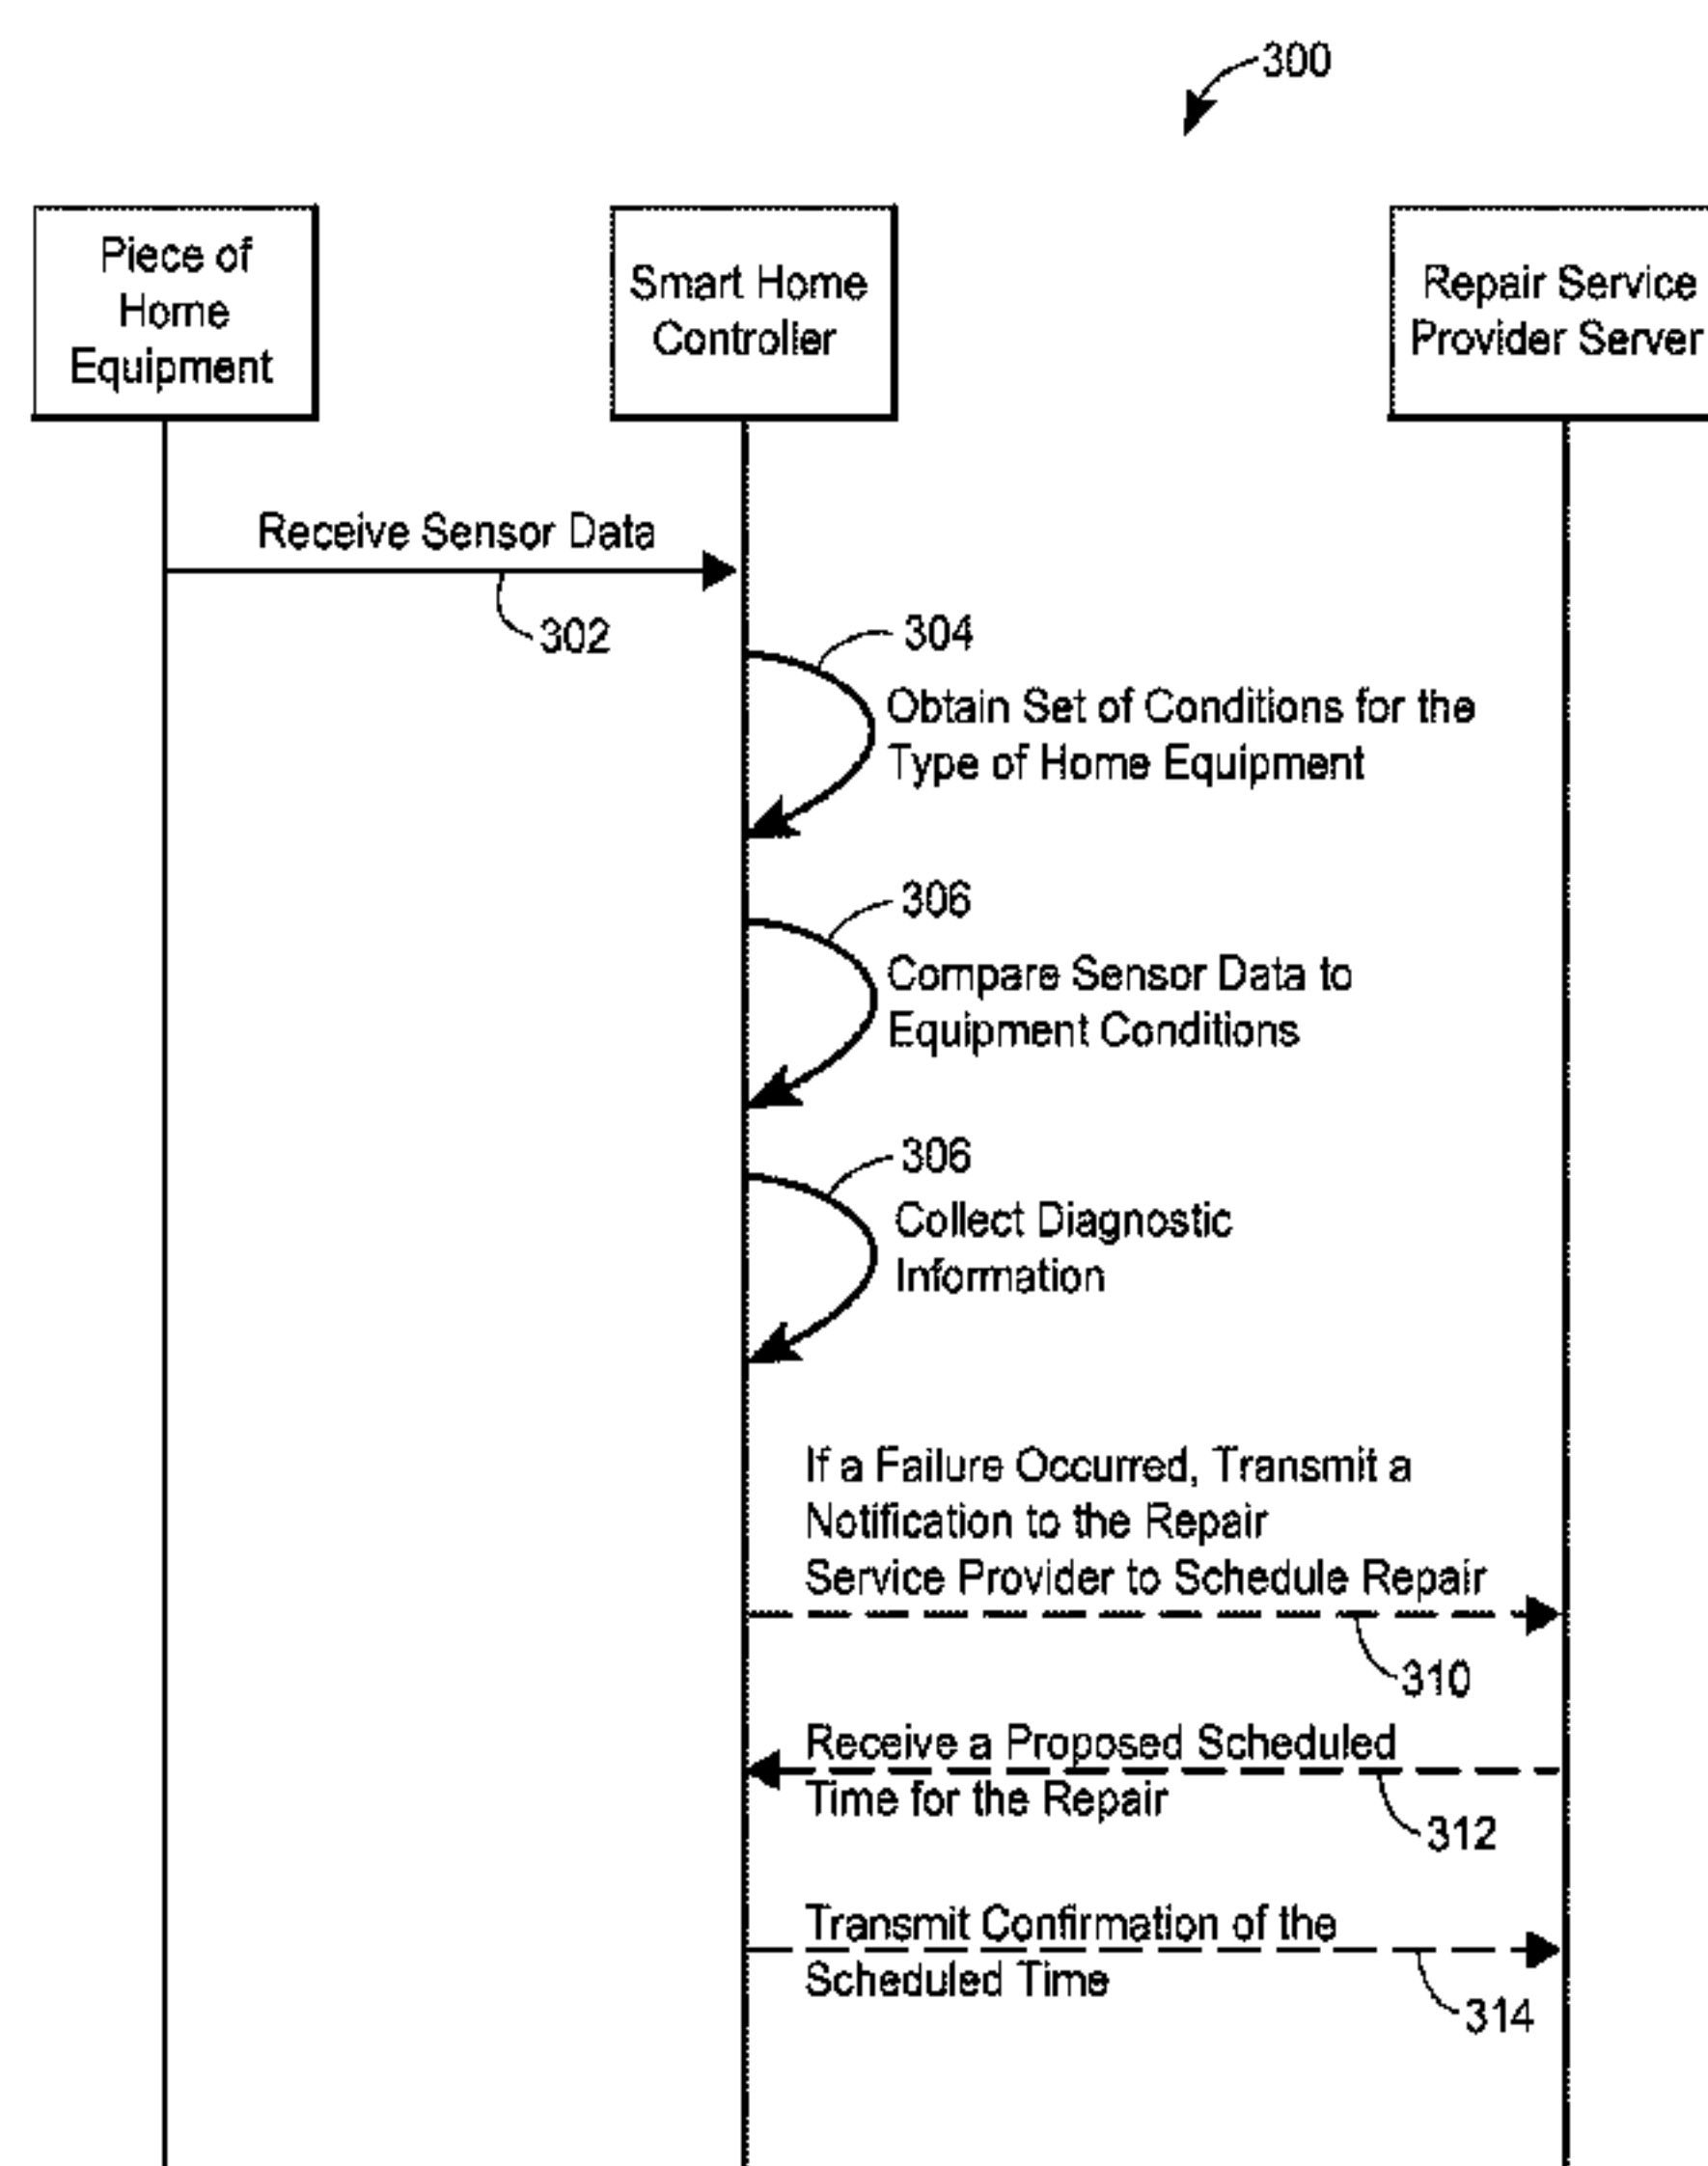 300
Piece of
Home
Equipment
Smart Home
Controller
Repair Service
Provider Server
Receive Sensor Data
302
304
Obtain Set of Conditions for the
Type of Home Equipment
306
Compare Sensor Data to
Equipment Conditions
306
Collect Diagnostic
Information
If a Failure Occurred, Transmit a
Notification to the Repair
Service Provider to Schedule Repair
310
Receive a Proposed Scheduled
Time for the Repair
312
Transmit Confirmation of the
Scheduled Time
314